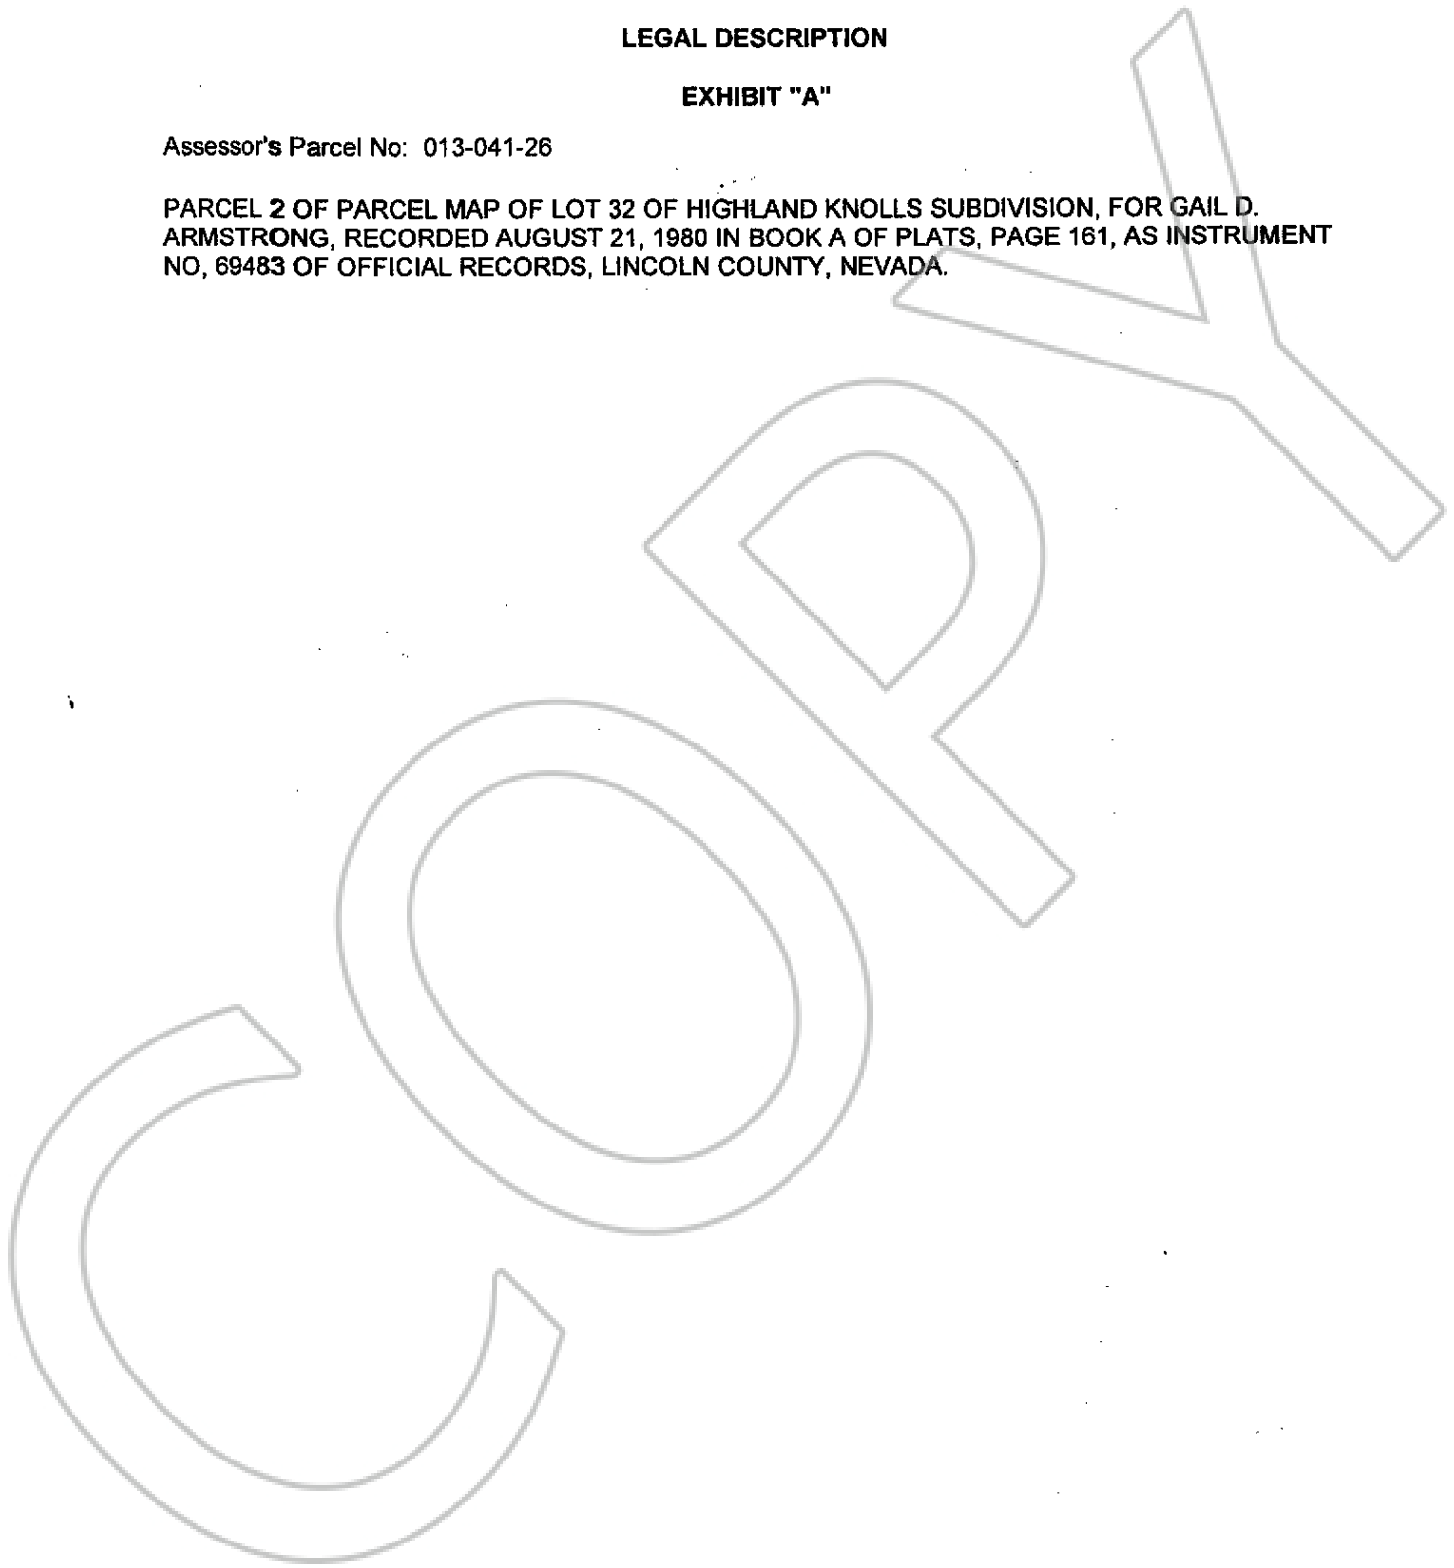 LEGAL DESCRIPTION
EXHIBIT "A"
Assessor's Parcel No: 013-041-26
PARCEL 2 OF PARCEL MAP OF LOT 32 OF HIGHLAND KNOLLS SUBDIVISION, FOR GAIL D.
ARMSTRONG, RECORDED AUGUST 21, 1980 IN BOOK A OF PLATS, PAGE 161, AS INSTRUMENT
NO, 69483 OF OFFICIAL RECORDS, LINCOLN COUNTY, NEVADA.
COPY